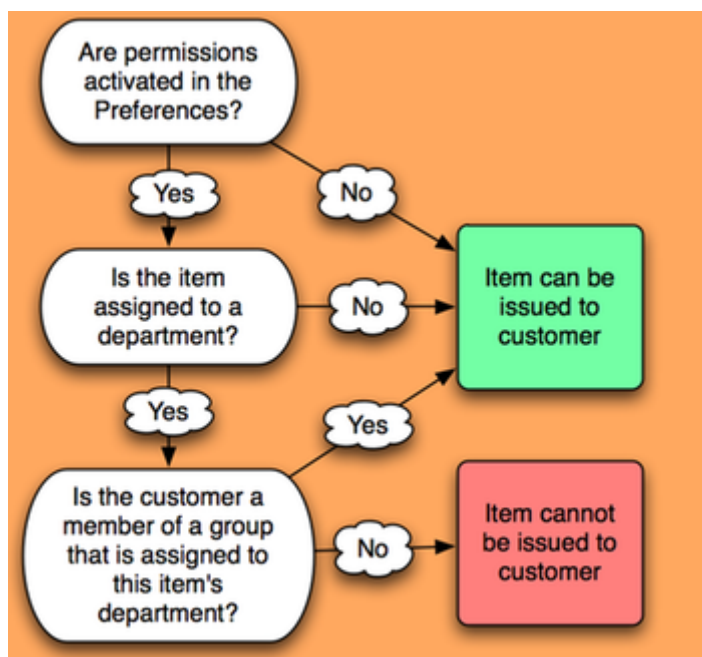 Are permissions
activated in the
Preferences?
Yes
No
Is the item
assigned to a
department?
No
Item can be
issued to
customer
Yes
Yes
Is the customer a
member of a group
that is assigned to
this item's
department?
No
Item cannot
be issued to
customer